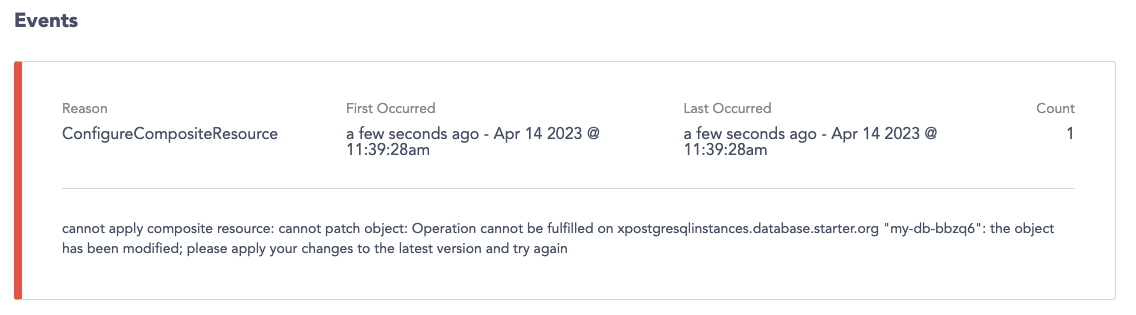 Events
Reason First Occurred Last Occurred Count
ConfigureCompositeResource a few seconds ago - Apr 14 2023 @ a few seconds ago - Apr 14 2023 @ 1
11:39:28am 11:39:28am
cannot apply composite resource: cannot patch object: Operation cannot be fulfilled on xpostgresqlinstances.database.starter.org "my-db-bbzq6": the object
has been modified; please apply your changes to the latest version and try again